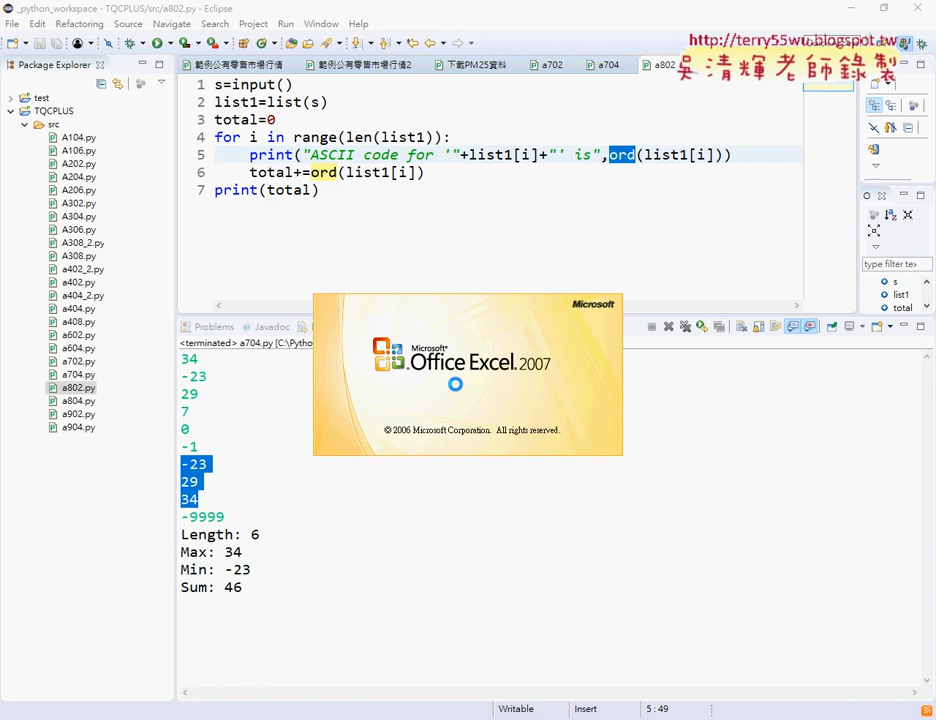 _python_workspace - TQCPLUS/src/a802.py - Eclipse
File Edit Refactoring Source Navigate Search Project Run Window Help
http://terry55wu.blogspot.tw
吳清輝老師錄製
Package Explorer
範例公有零售市場行情
範例公有零售市場行情2
下載PM25資料
a702
a704
a802
test
TQCPLUS
src
A104.py
A106.py
A202.py
A204.py
A206.py
A302.py
A304.py
A306.py
A308_2.py
A308.py
a402_2.py
a402.py
a404_2.py
a404.py
a408.py
a602.py
a604.py
a702.py
a704.py
a802.py
a804.py
a902.py
a904.py
1 s=input()
2 list1=list(s)
3 total=0
4 for i in range(len(list1)):
5 print("ASCII code for '"+list1[i]+"' is",ord(list1[i]))
6 total+=ord(list1[i])
7 print(total)
type filter te>
s
list1
total
Microsoft
Microsoft®
Office Excel 2007
© 2006 Microsoft Corporation. All rights reserved.
Problems @ Javadoc
<terminated> a704.py [C:\Pytho
34
-23
29
7
0
-1
-23
29
34
-9999
Length: 6
Max: 34
Min: -23
Sum: 46
Writable Insert 5:49